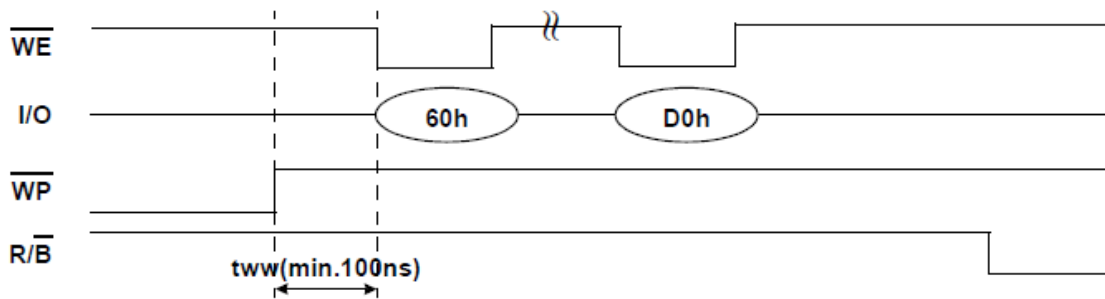 WE
I/O 60h D0h
WP
R/B
tww(min.100ns)